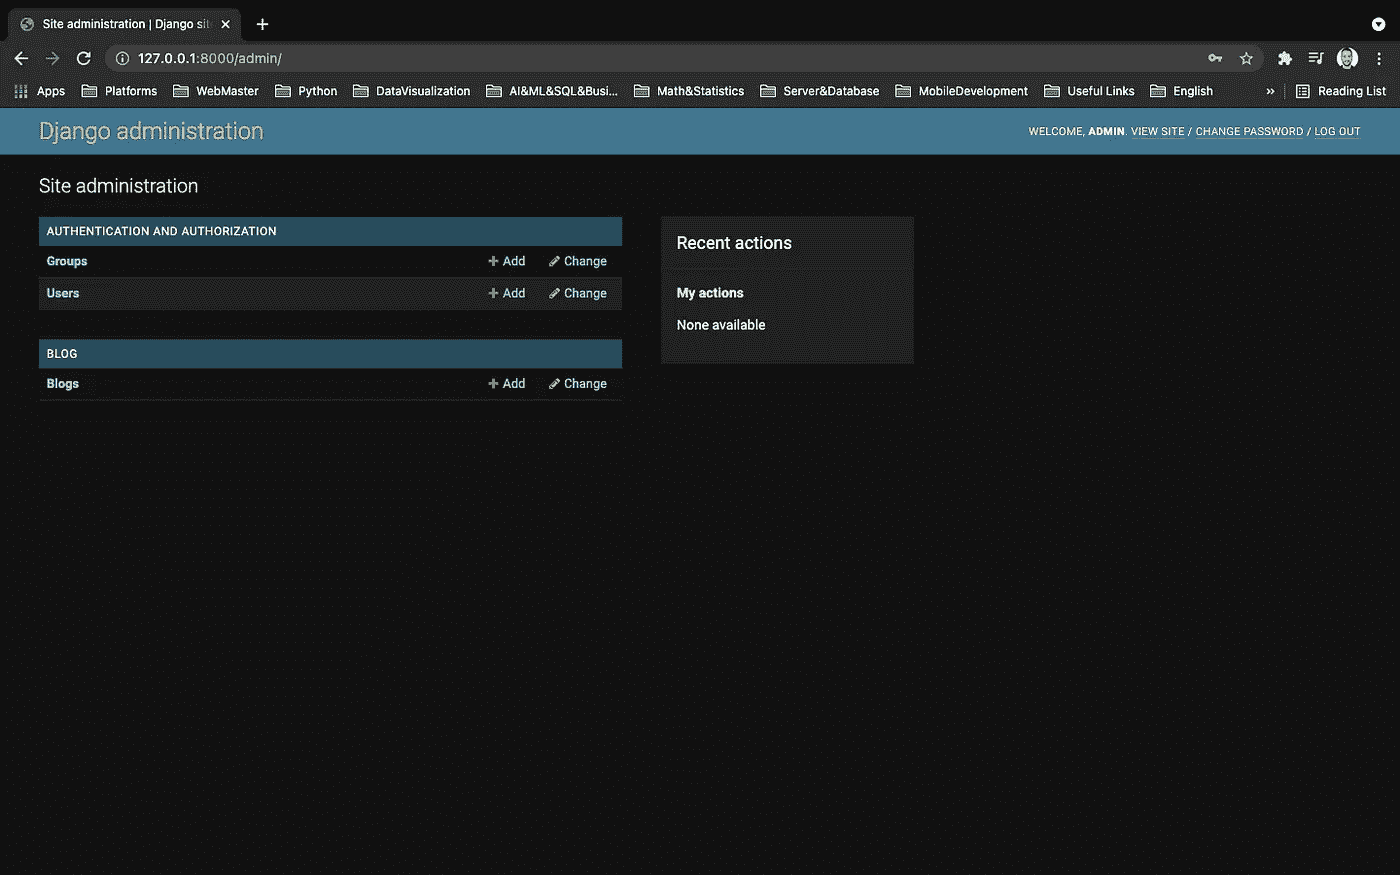 Site administration | Django sit
127.0.0.1:8000/admin/
Apps Platforms WebMaster Python DataVisualization AI&ML&SQL&Busi... Math&Statistics Server&Database MobileDevelopment Useful Links English » Reading List
Django administration
WELCOME, ADMIN. VIEW SITE / CHANGE PASSWORD / LOG OUT
Site administration
AUTHENTICATION AND AUTHORIZATION
Groups Add Change
Users Add Change
BLOG
Blogs Add Change
Recent actions
My actions
None available